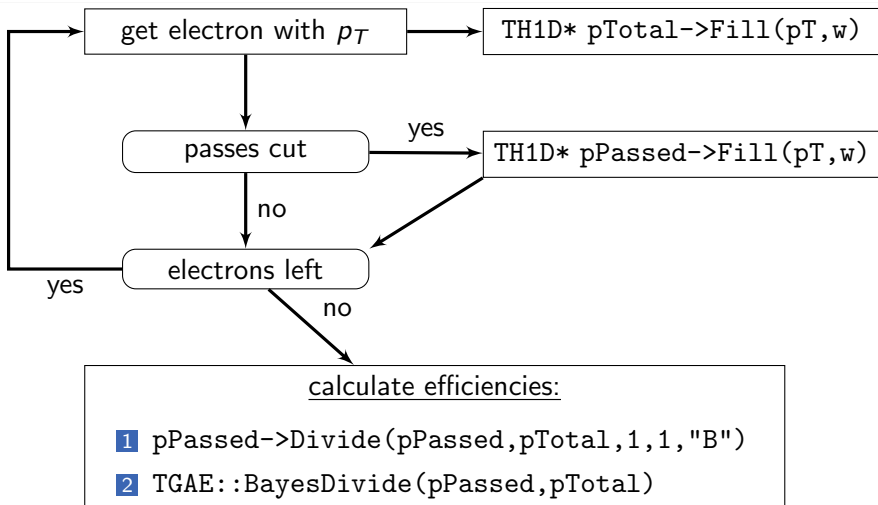 get electron with pT
TH1D* pTotal->Fill(pT,w)
passes cut
yes
TH1D* pPassed->Fill(pT,w)
no
electrons left
yes
no
calculate efficiencies:
1 pPassed->Divide(pPassed,pTotal,1,1,"B")
2 TGAE::BayesDivide(pPassed,pTotal)